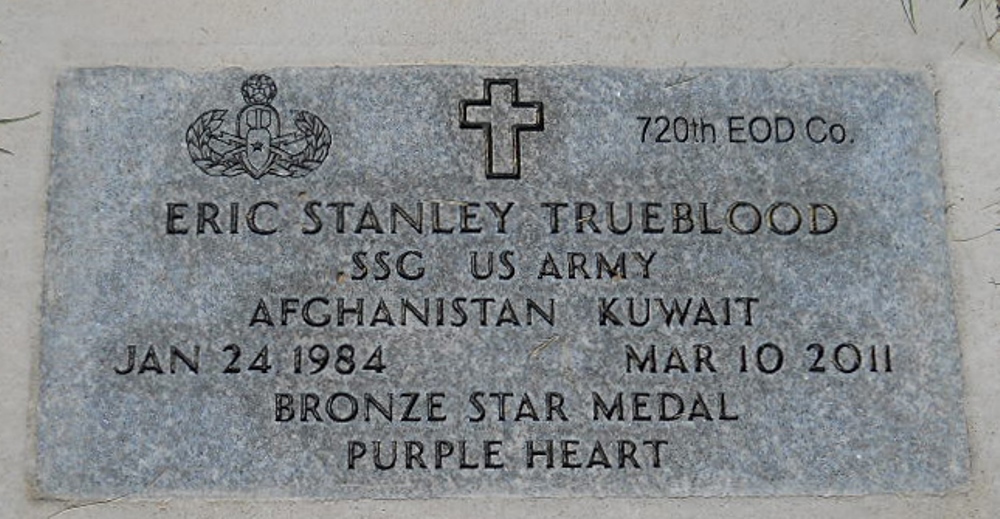 720th EOD Co.
ERIC STANLEY TRUEBLOOD
SSG US ARMY
AFGHANISTAN KUWAIT
JAN 24 1984 MAR 10 2011
BRONZE STAR MEDAL
PURPLE HEART